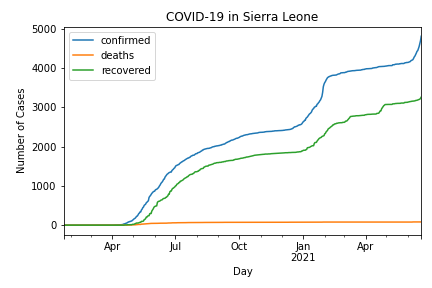 COVID-19 in Sierra Leone
confirmed
deaths
recovered
5000
4000
3000
2000
1000
0
Number of Cases
Apr
Jul
Oct
Jan
2021
Apr
Day